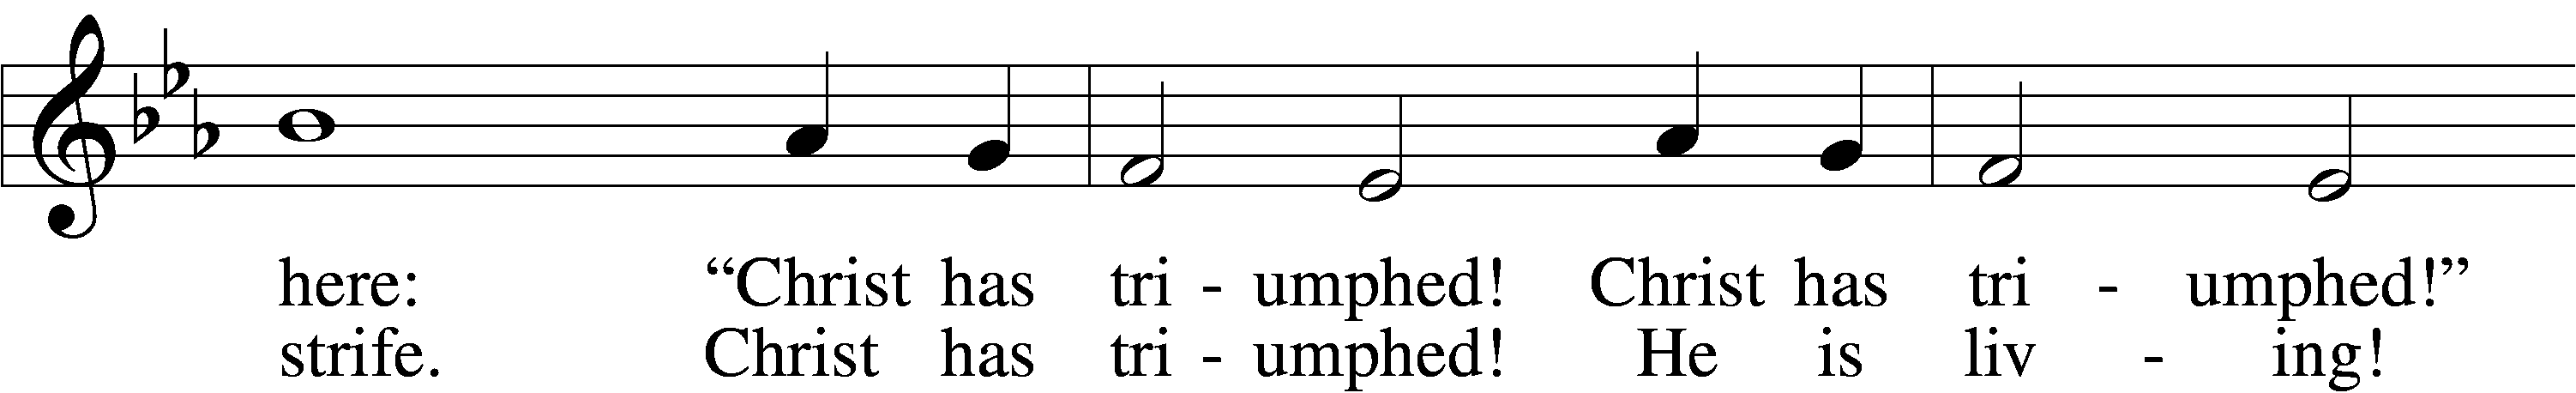 here: “Christ has tri - umphed! Christ has tri - umphed!”
strife. Christ has tri - umphed! He is liv - ing!